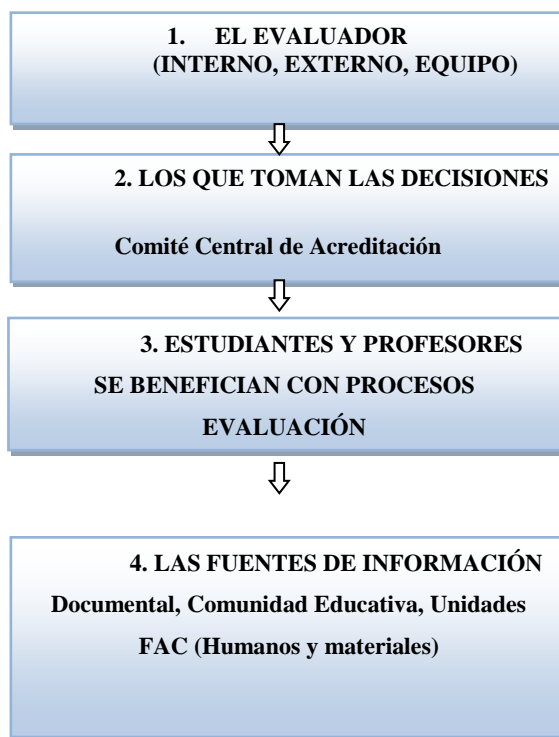 1. EL EVALUADOR
(INTERNO, EXTERNO, EQUIPO)
2. LOS QUE TOMAN LAS DECISIONES
Comité Central de Acreditación
3. ESTUDIANTES Y PROFESORES
SE BENEFICIAN CON PROCESOS
EVALUACIÓN
4. LAS FUENTES DE INFORMACIÓN
Documental, Comunidad Educativa, Unidades
FAC (Humanos y materiales)